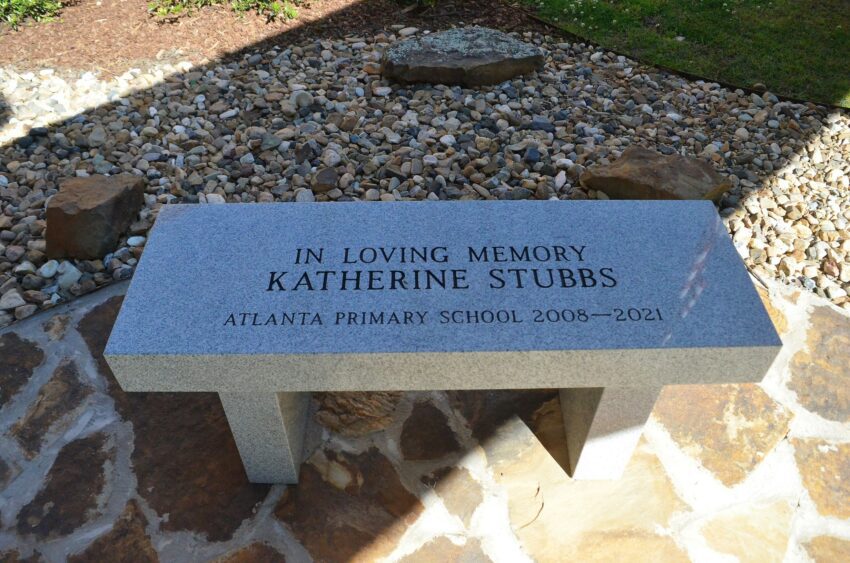 IN LOVING MEMORY
KATHERINE STUBBS
ATLANTA PRIMARY SCHOOL 2008—2021